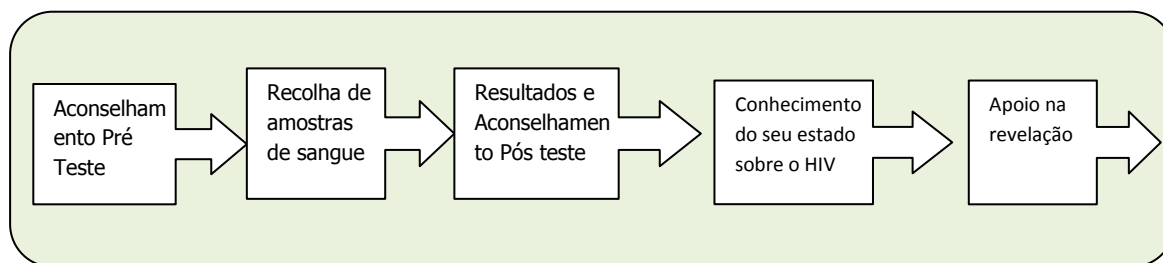 Aconselham
ento Pré
Teste
Recolha de
amostras
de sangue
Resultados e
Aconselhamen
to Pós teste
Conhecimento
do seu estado
sobre o HIV
Apoio na
revelação